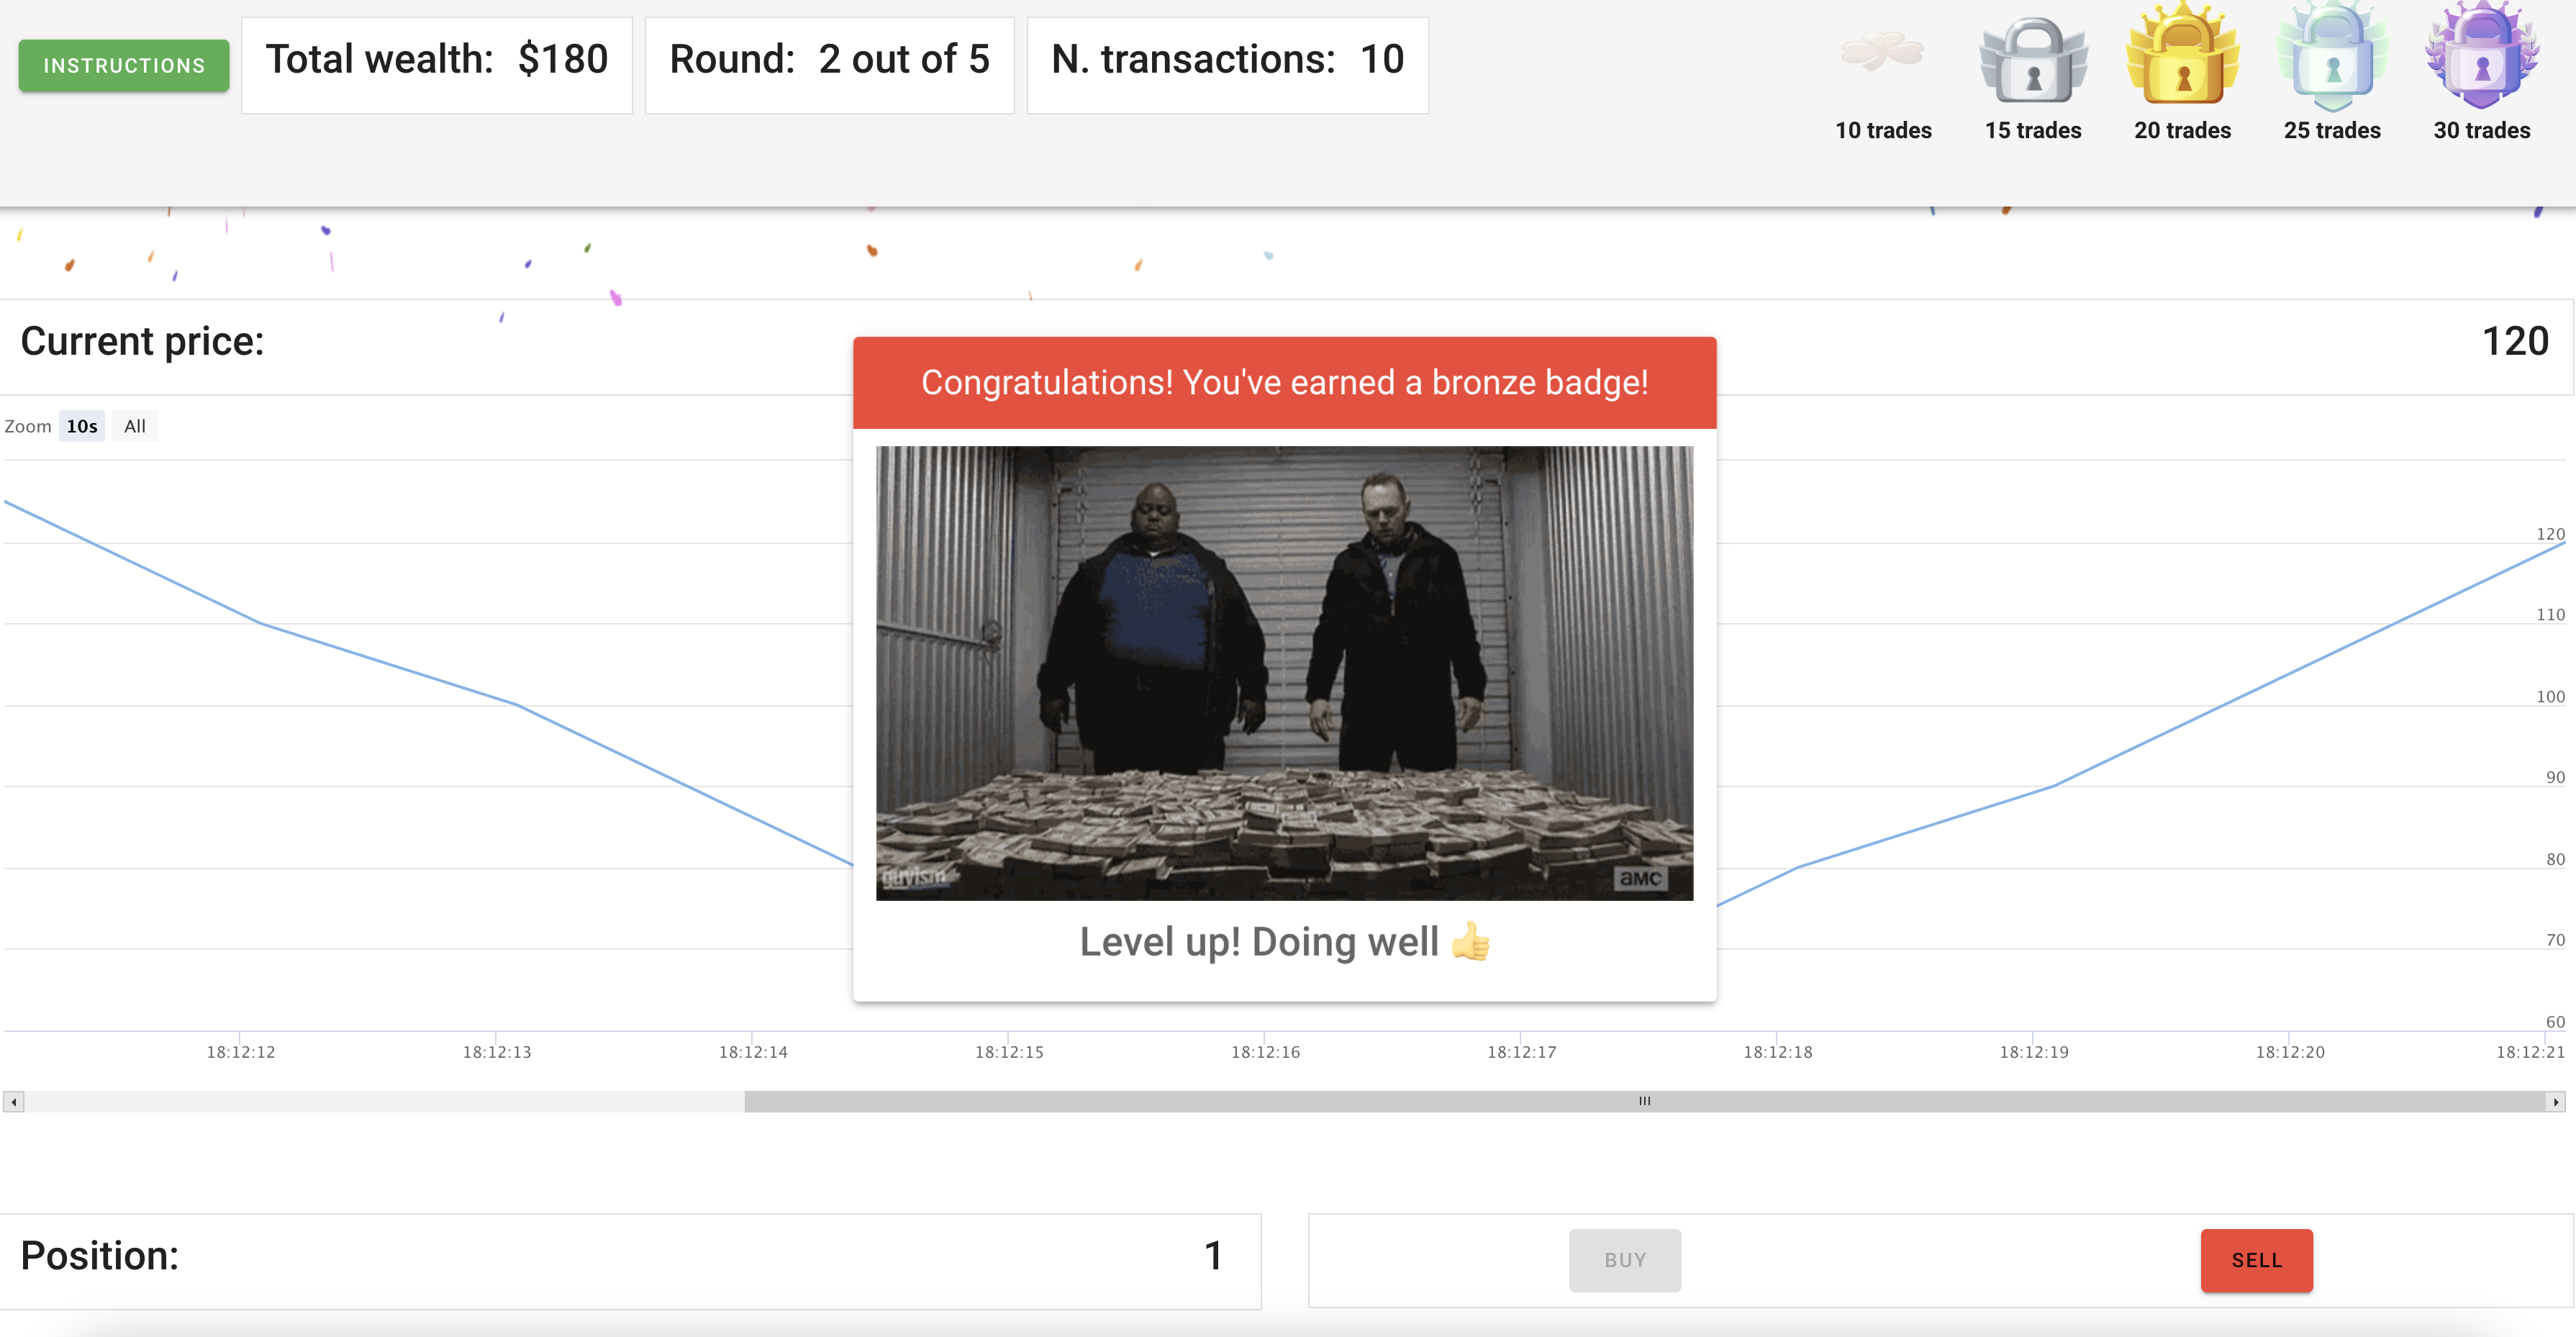 INSTRUCTIONS
Total wealth: $180
Round: 2 out of 5
N. transactions: 10
10 trades
15 trades
20 trades
25 trades
30 trades
Current price:
120
Congratulations! You've earned a bronze badge!
Zoom 10s All
120
110
100
90
80
70
60
guyism
amc
Level up! Doing well 👍
18:12:12 18:12:13 18:12:14 18:12:15 18:12:16 18:12:17 18:12:18 18:12:19 18:12:20 18:12:21
Position: 1
BUY
SELL